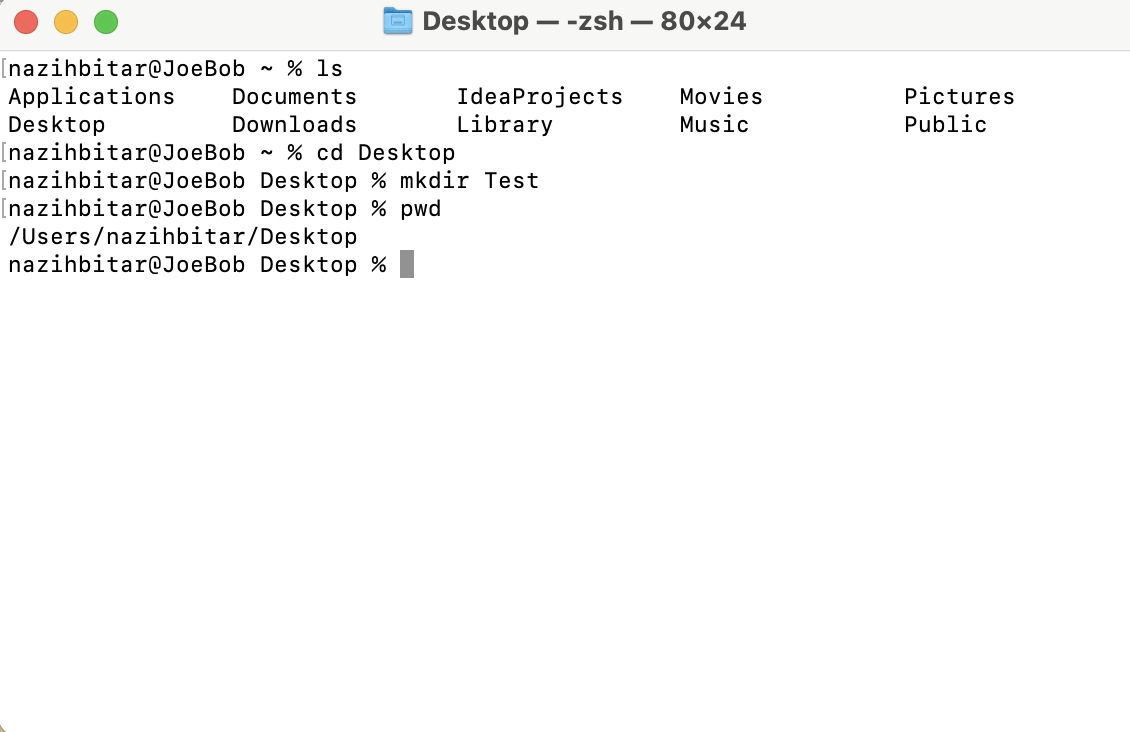 Desktop — -zsh — 80×24
[nazihbitar@JoeBob ~ % ls
Applications    Documents       IdeaProjects    Movies          Pictures
Desktop         Downloads       Library         Music           Public
[nazihbitar@JoeBob ~ % cd Desktop
[nazihbitar@JoeBob Desktop % mkdir Test
[nazihbitar@JoeBob Desktop % pwd
/Users/nazihbitar/Desktop
nazihbitar@JoeBob Desktop %